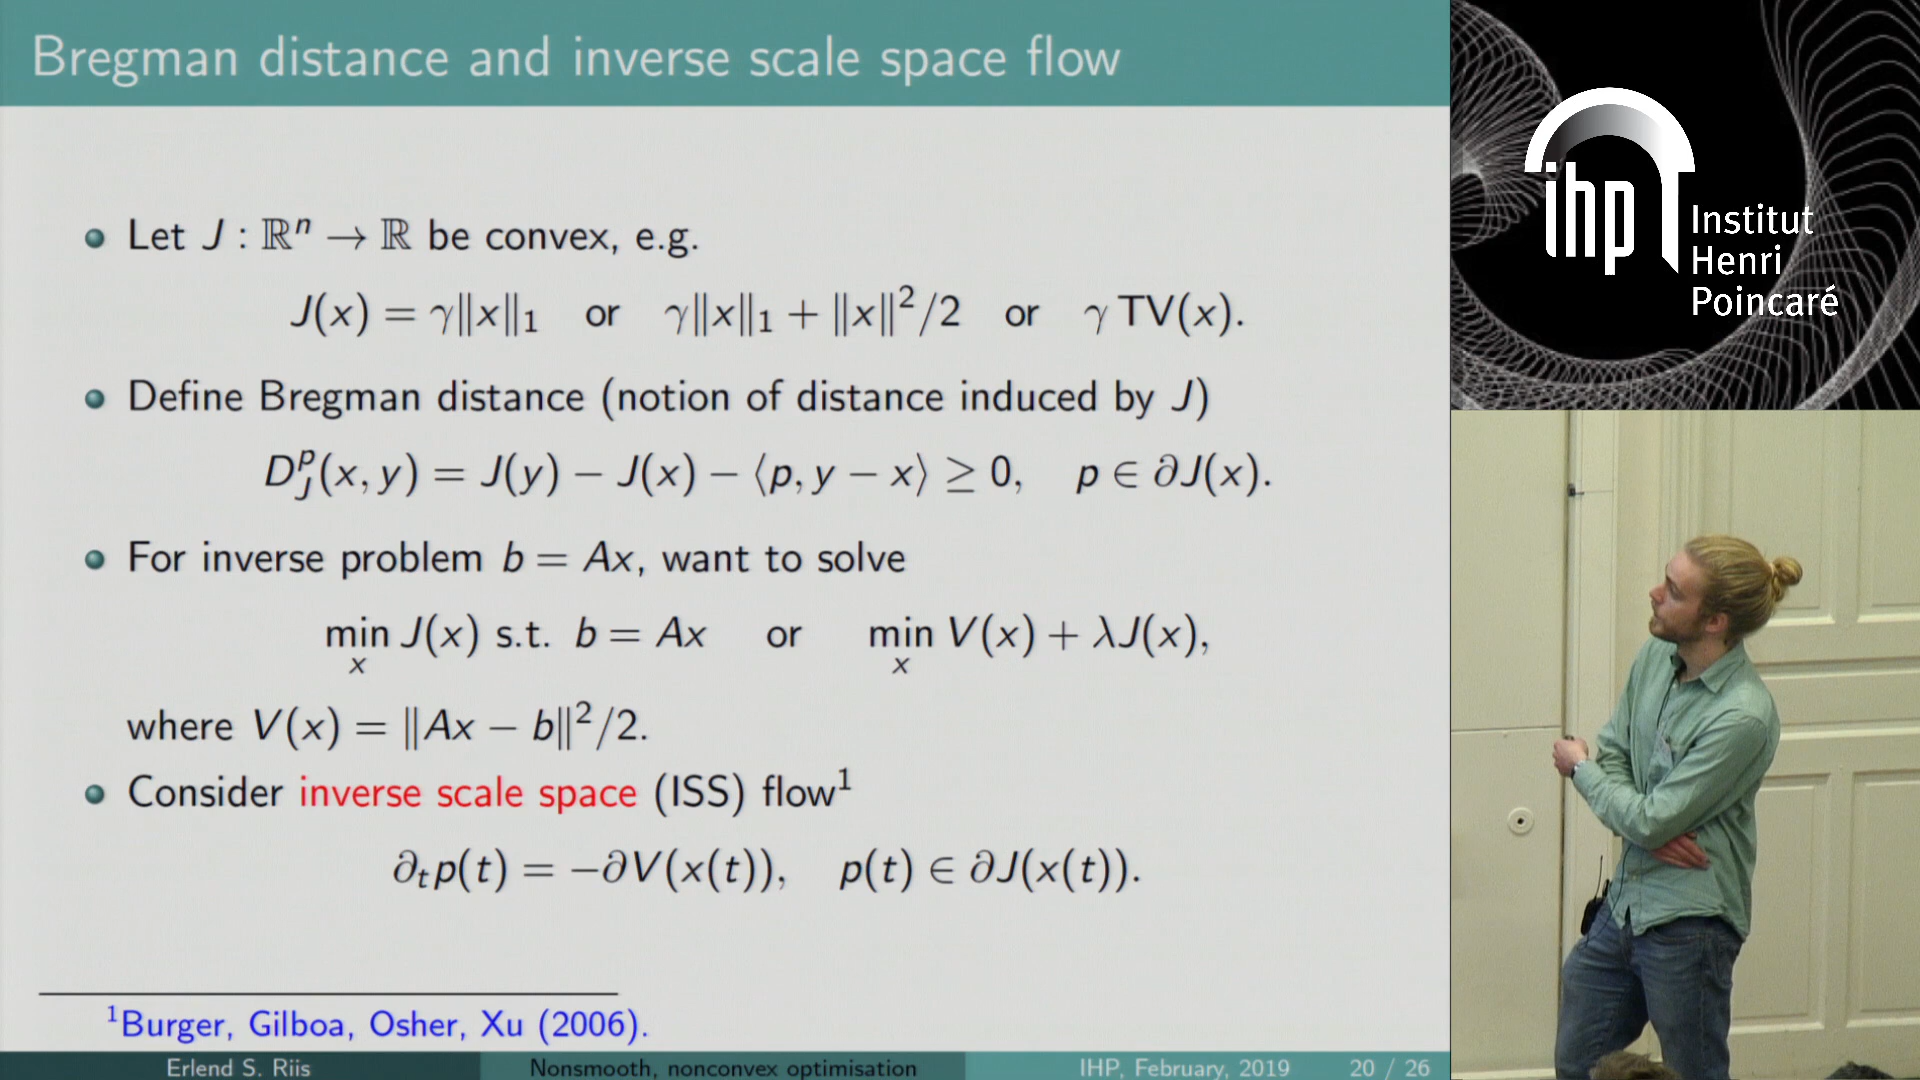 Bregman distance and inverse scale space flow
Let J : ℝⁿ → ℝ be convex, e.g.
J(x) = γ‖x‖₁ or γ‖x‖₁ + ‖x‖²/2 or γ TV(x).
Define Bregman distance (notion of distance induced by J)
D_J^p(x, y) = J(y) − J(x) − ⟨p, y − x⟩ ≥ 0, p ∈ ∂J(x).
For inverse problem b = Ax, want to solve
min_x J(x) s.t. b = Ax or min_x V(x) + λJ(x),
where V(x) = ‖Ax − b‖²/2.
Consider inverse scale space (ISS) flow¹
∂ₜp(t) = −∂V(x(t)), p(t) ∈ ∂J(x(t)).
¹Burger, Gilboa, Osher, Xu (2006).
Erlend S. Riis Nonsmooth, nonconvex optimisation IHP, February, 2019 20 / 26
ihp
Institut
Henri
Poincaré